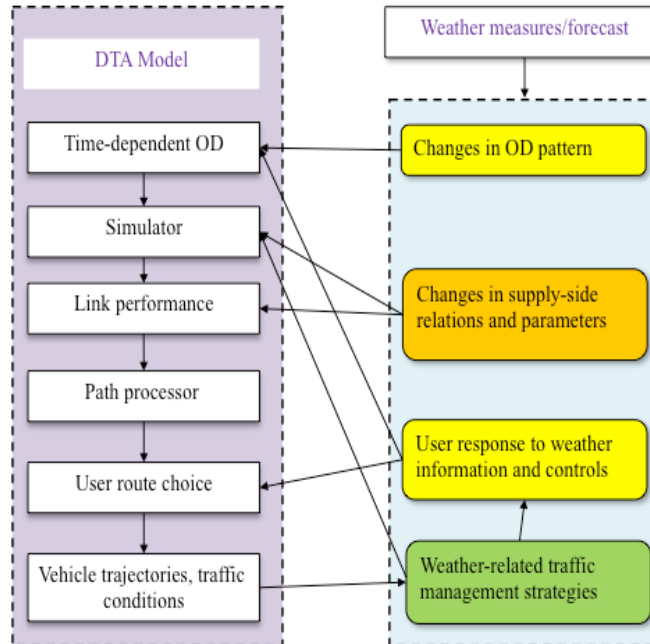 DTA Model
Time-dependent OD
Simulator
Link performance
Path processor
User route choice
Vehicle trajectories, traffic
conditions
Weather measures/forecast
Changes in OD pattern
Changes in supply-side
relations and parameters
User response to weather
information and controls
Weather-related traffic
management strategies